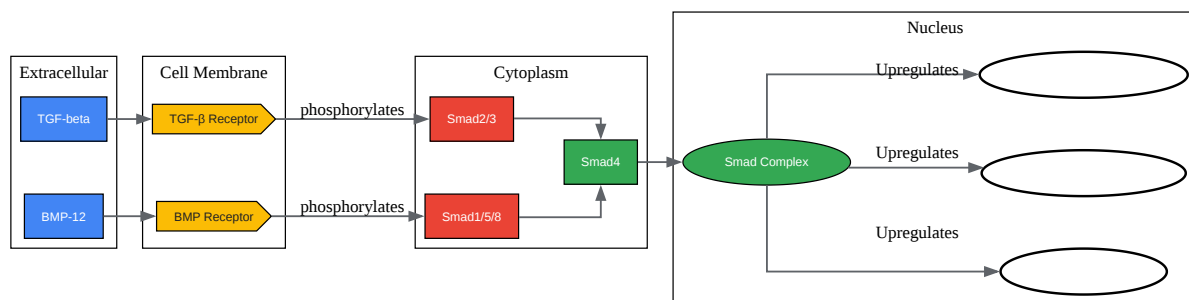 Nucleus
Extracellular
Cell Membrane
Cytoplasm
Upregulates
TGF-beta
TGF-β Receptor
phosphorylates
Smad2/3
Smad4
Smad Complex
Upregulates
BMP-12
BMP Receptor
phosphorylates
Smad1/5/8
Upregulates